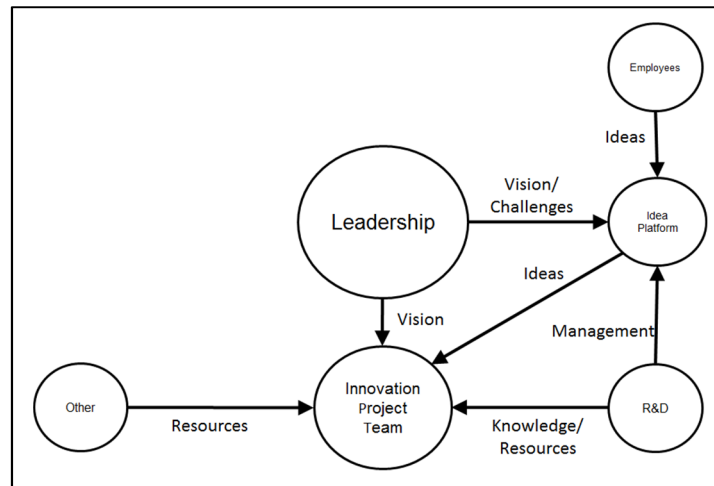 Employees
Ideas
Vision/
Challenges
Leadership
Idea
Platform
Ideas
Vision
Management
Innovation
Project
Team
Other
Resources
Knowledge/
Resources
R&D